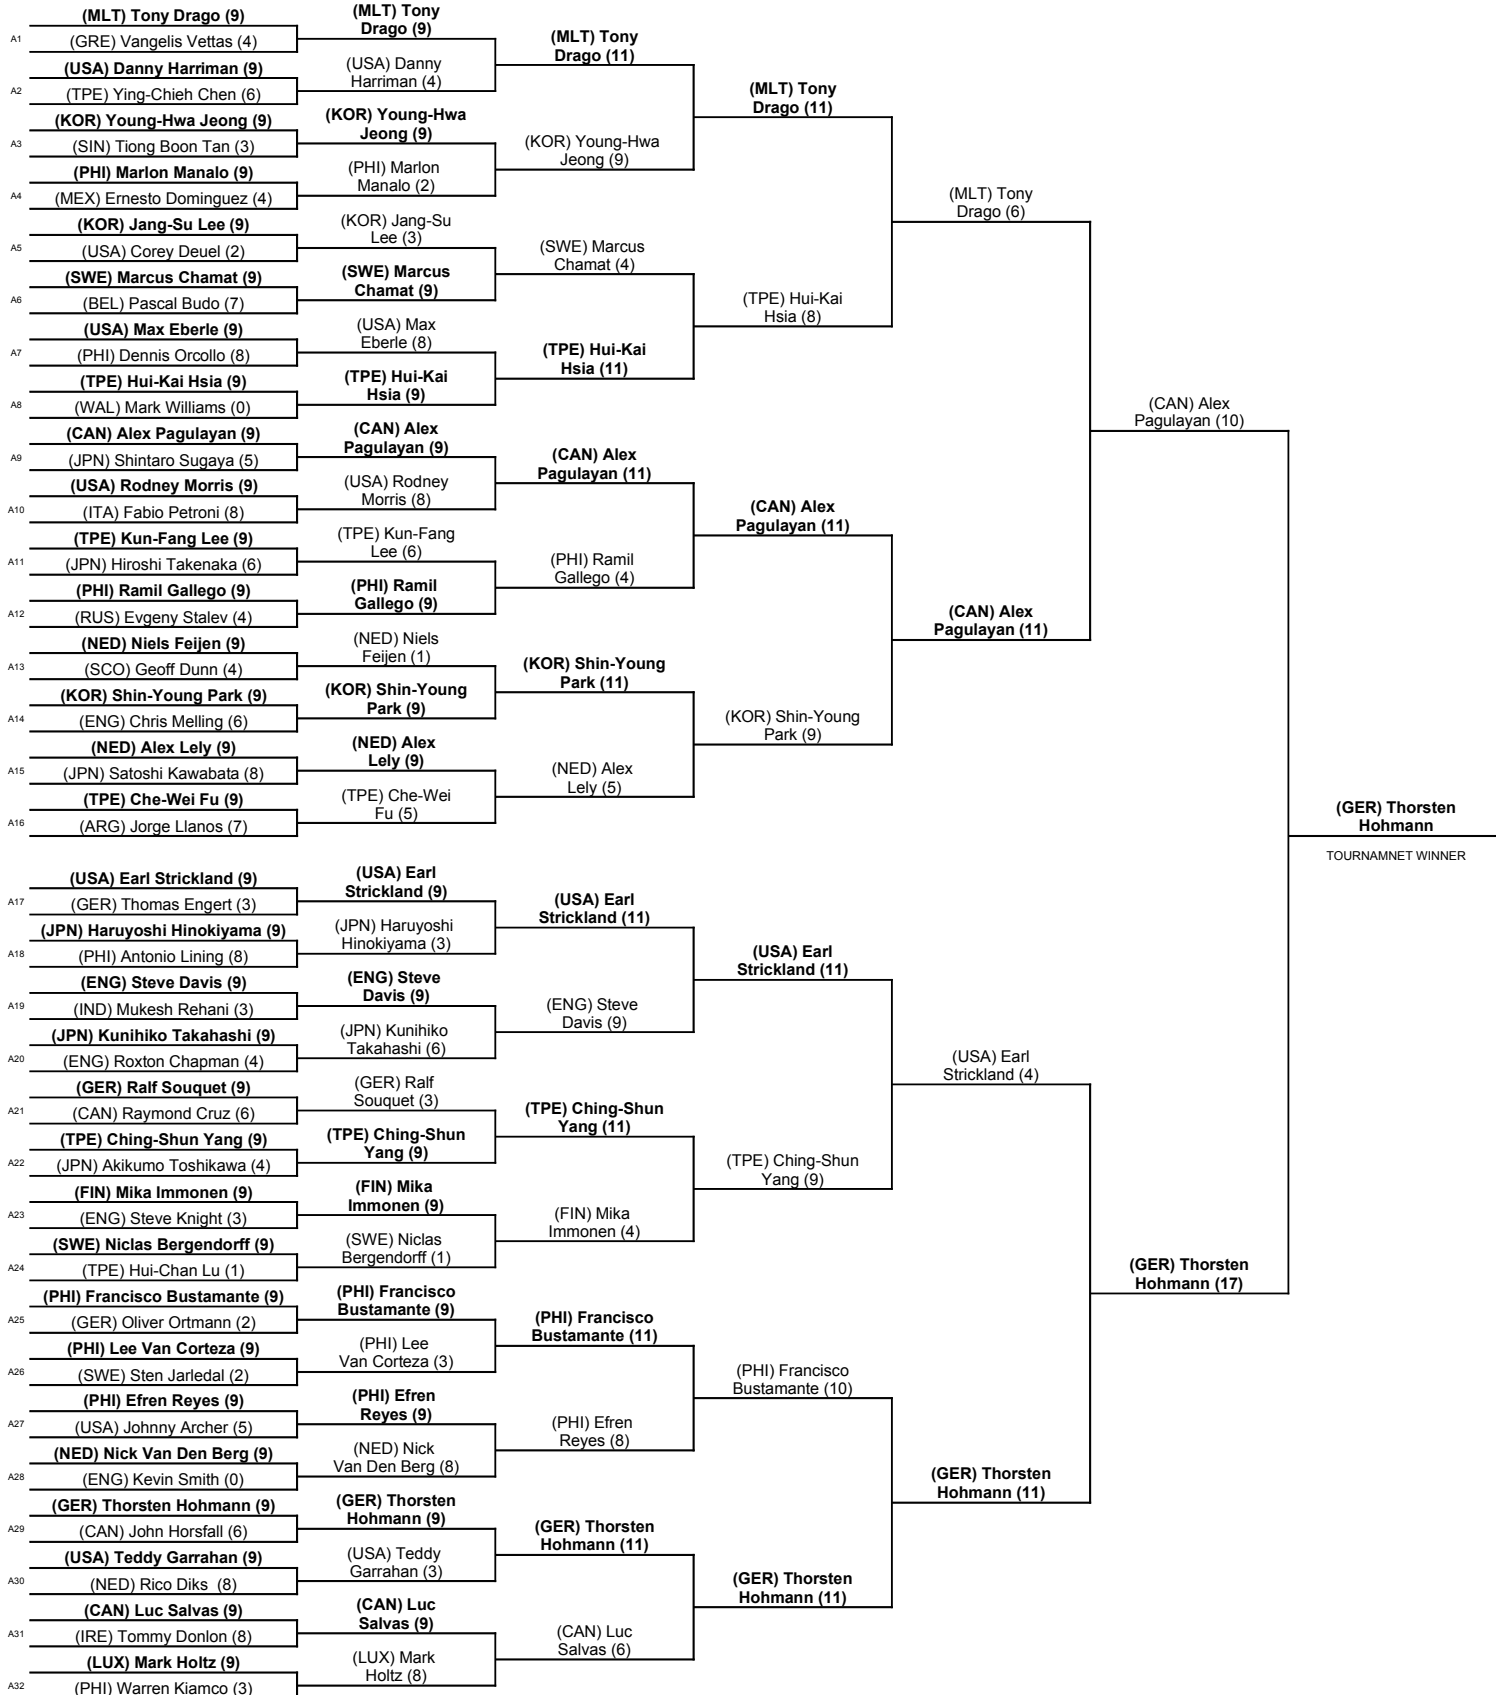 (MLT) Tony Drago (9)
A1
(GRE) Vangelis Vettas (4)
(USA) Danny Harriman (9)
A2
(TPE) Ying-Chieh Chen (6)
(KOR) Young-Hwa Jeong (9)
A3
(SIN) Tiong Boon Tan (3)
(PHI) Marlon Manalo (9)
A4
(MEX) Ernesto Dominguez (4)
(KOR) Jang-Su Lee (9)
A5
(USA) Corey Deuel (2)
(SWE) Marcus Chamat (9)
A6
(BEL) Pascal Budo (7)
(USA) Max Eberle (9)
A7
(PHI) Dennis Orcollo (8)
(TPE) Hui-Kai Hsia (9)
A8
(WAL) Mark Williams (0)
(CAN) Alex Pagulayan (9)
A9
(JPN) Shintaro Sugaya (5)
(USA) Rodney Morris (9)
A10
(ITA) Fabio Petroni (8)
(TPE) Kun-Fang Lee (9)
A11
(JPN) Hiroshi Takenaka (6)
(PHI) Ramil Gallego (9)
A12
(RUS) Evgeny Stalev (4)
(NED) Niels Feijen (9)
A13
(SCO) Geoff Dunn (4)
(KOR) Shin-Young Park (9)
A14
(ENG) Chris Melling (6)
(NED) Alex Lely (9)
A15
(JPN) Satoshi Kawabata (8)
(TPE) Che-Wei Fu (9)
A16
(ARG) Jorge Llanos (7)
(USA) Earl Strickland (9)
A17
(GER) Thomas Engert (3)
(JPN) Haruyoshi Hinokiyama (9)
A18
(PHI) Antonio Lining (8)
(ENG) Steve Davis (9)
A19
(IND) Mukesh Rehani (3)
(JPN) Kunihiko Takahashi (9)
A20
(ENG) Roxton Chapman (4)
(GER) Ralf Souquet (9)
A21
(CAN) Raymond Cruz (6)
(TPE) Ching-Shun Yang (9)
A22
(JPN) Akikumo Toshikawa (4)
(FIN) Mika Immonen (9)
A23
(ENG) Steve Knight (3)
(SWE) Niclas Bergendorff (9)
A24
(TPE) Hui-Chan Lu (1)
(PHI) Francisco Bustamante (9)
A25
(GER) Oliver Ortmann (2)
(PHI) Lee Van Corteza (9)
A26
(SWE) Sten Jarledal (2)
(PHI) Efren Reyes (9)
A27
(USA) Johnny Archer (5)
(NED) Nick Van Den Berg (9)
A28
(ENG) Kevin Smith (0)
(GER) Thorsten Hohmann (9)
A29
(CAN) John Horsfall (6)
(USA) Teddy Garrahan (9)
A30
(NED) Rico Diks (8)
(CAN) Luc Salvas (9)
A31
(IRE) Tommy Donlon (8)
(LUX) Mark Holtz (9)
A32
(PHI) Warren Kiamco (3)
(MLT) Tony
Drago (9)
(USA) Danny
Harriman (4)
(KOR) Young-Hwa
Jeong (9)
(PHI) Marlon
Manalo (2)
(KOR) Jang-Su
Lee (3)
(SWE) Marcus
Chamat (9)
(USA) Max
Eberle (8)
(TPE) Hui-Kai
Hsia (9)
(CAN) Alex
Pagulayan (9)
(USA) Rodney
Morris (8)
(TPE) Kun-Fang
Lee (6)
(PHI) Ramil
Gallego (9)
(NED) Niels
Feijen (1)
(KOR) Shin-Young
Park (9)
(NED) Alex
Lely (9)
(TPE) Che-Wei
Fu (5)
(USA) Earl
Strickland (9)
(JPN) Haruyoshi
Hinokiyama (3)
(ENG) Steve
Davis (9)
(JPN) Kunihiko
Takahashi (6)
(GER) Ralf
Souquet (3)
(TPE) Ching-Shun
Yang (9)
(FIN) Mika
Immonen (9)
(SWE) Niclas
Bergendorff (1)
(PHI) Francisco
Bustamante (9)
(PHI) Lee
Van Corteza (3)
(PHI) Efren
Reyes (9)
(NED) Nick
Van Den Berg (8)
(GER) Thorsten
Hohmann (9)
(USA) Teddy
Garrahan (3)
(CAN) Luc
Salvas (9)
(LUX) Mark
Holtz (8)
(MLT) Tony
Drago (11)
(KOR) Young-Hwa
Jeong (9)
(SWE) Marcus
Chamat (4)
(TPE) Hui-Kai
Hsia (11)
(CAN) Alex
Pagulayan (11)
(PHI) Ramil
Gallego (4)
(KOR) Shin-Young
Park (11)
(NED) Alex
Lely (5)
(USA) Earl
Strickland (11)
(ENG) Steve
Davis (9)
(TPE) Ching-Shun
Yang (11)
(FIN) Mika
Immonen (4)
(PHI) Francisco
Bustamante (11)
(PHI) Efren
Reyes (8)
(GER) Thorsten
Hohmann (11)
(CAN) Luc
Salvas (6)
(MLT) Tony
Drago (11)
(TPE) Hui-Kai
Hsia (8)
(CAN) Alex
Pagulayan (11)
(KOR) Shin-Young
Park (9)
(USA) Earl
Strickland (11)
(TPE) Ching-Shun
Yang (9)
(PHI) Francisco
Bustamante (10)
(GER) Thorsten
Hohmann (11)
(MLT) Tony
Drago (6)
(CAN) Alex
Pagulayan (11)
(USA) Earl
Strickland (4)
(GER) Thorsten
Hohmann (11)
(CAN) Alex
Pagulayan (10)
(GER) Thorsten
Hohmann (17)
(GER) Thorsten
Hohmann
TOURNAMNET WINNER